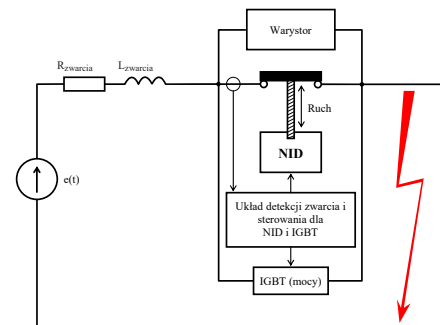 Warystor
Rzwarcia
Lzwarcia
Ruch
NID
e(t)
Układ detekcji zwarcia i
sterowania dla
NID i IGBT
IGBT (mocy)